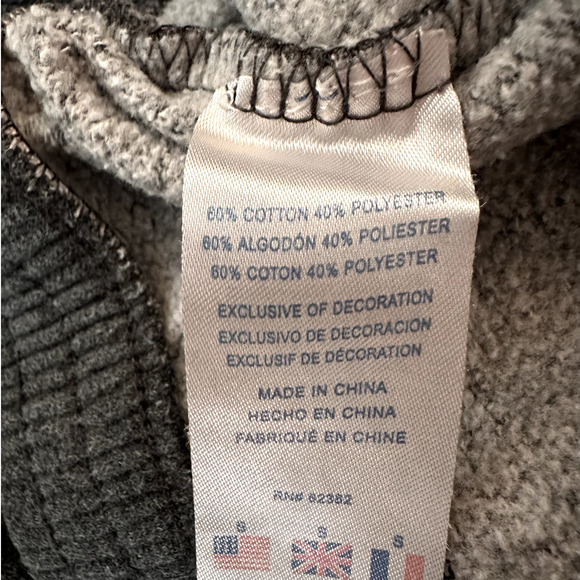 60% COTTON 40% POLYESTER
60% ALGODÓN 40% POLIESTER
60% COTON 40% POLYESTER
EXCLUSIVE OF DECORATION
EXCLUSIVO DE DECORACION
EXCLUSIF DE DÉCORATION
MADE IN CHINA
HECHO EN CHINA
FABRIQUÉ EN CHINE
RN# 62382
S S S